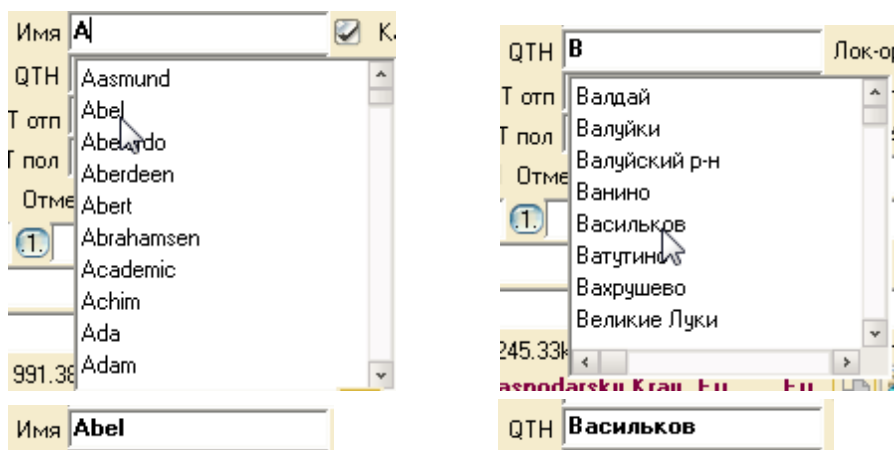 Имя A
QTH
Т отп
Т пол
Отме
.1.
Aasmund
Abel
Abelardo
Aberdeen
Abert
Abrahamsen
Academic
Achim
Ada
Adam
991.38
Имя Abel
QTH В
Лок-ор
Т отп
Т пол
Отме
.1.
Валдай
Валуйки
Валуйский р-н
Ванино
Васильков
Ватутино
Вахрушево
Великие Луки
245.33k
QTH Васильков